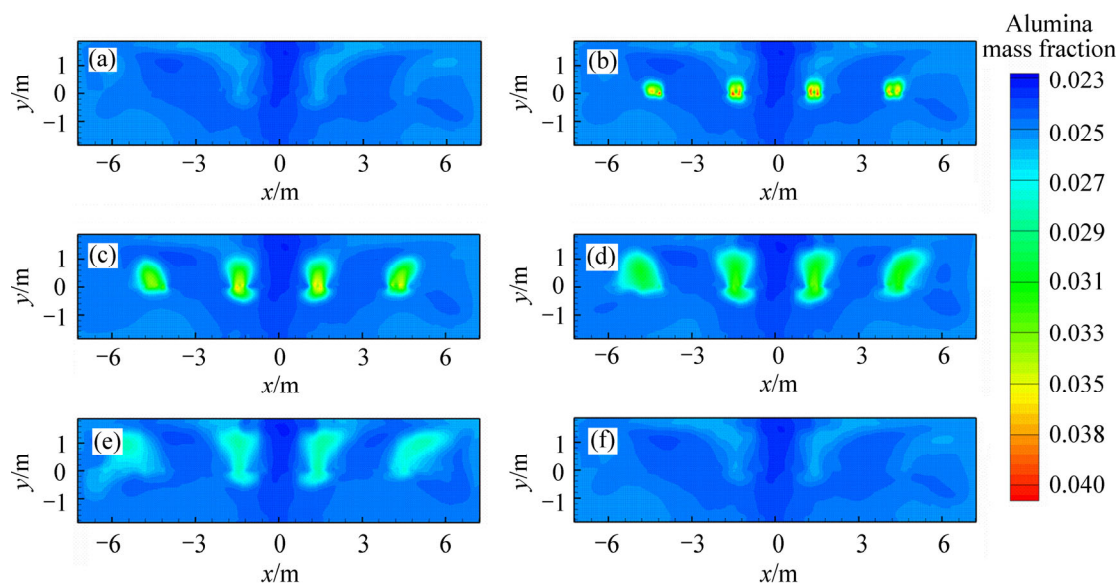 (a)
1
0
−1
y/m
−6 −3 0 3 6
x/m
(b)
1
0
−1
y/m
−6 −3 0 3 6
x/m
(c)
1
0
−1
y/m
−6 −3 0 3 6
x/m
(d)
1
0
−1
y/m
−6 −3 0 3 6
x/m
(e)
1
0
−1
y/m
−6 −3 0 3 6
x/m
(f)
1
0
−1
y/m
−6 −3 0 3 6
x/m
Alumina
mass fraction
0.023
0.025
0.027
0.029
0.031
0.033
0.035
0.038
0.040